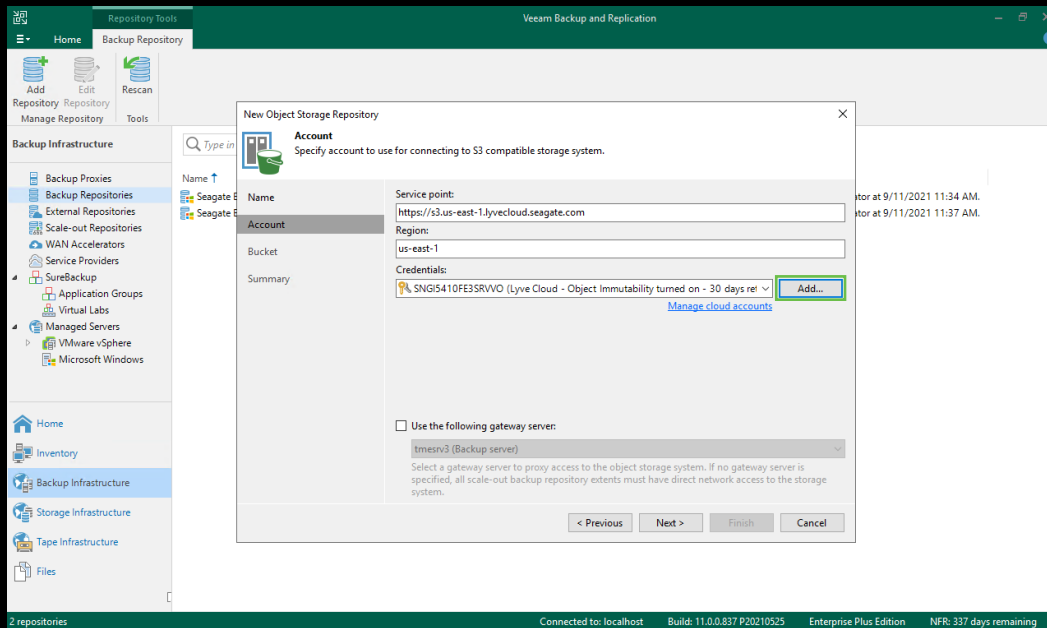 Repository Tools
Veeam Backup and Replication
Home
Backup Repository
Add Repository
Edit Repository
Rescan
Manage Repository
Tools
Backup Infrastructure
Type in
Backup Proxies
Backup Repositories
External Repositories
Scale-out Repositories
WAN Accelerators
Service Providers
SureBackup
Application Groups
Virtual Labs
Managed Servers
VMware vSphere
Microsoft Windows
Name
Seagate
Seagate
ator at 9/11/2021 11:34 AM.
ator at 9/11/2021 11:37 AM.
New Object Storage Repository
Account
Specify account to use for connecting to S3 compatible storage system.
Name
Account
Bucket
Summary
Service point:
https://s3.us-east-1.lyvecloud.seagate.com
Region:
us-east-1
Credentials:
SNGI5410FE3SRVVO (Lyve Cloud - Object Immutability turned on - 30 days ret
Add...
Manage cloud accounts
Use the following gateway server:
tmesrv3 (Backup server)
Select a gateway server to proxy access to the object storage system. If no gateway server is
specified, all scale-out backup repository extents must have direct network access to the storage
system.
< Previous
Next >
Finish
Cancel
Home
Inventory
Backup Infrastructure
Storage Infrastructure
Tape Infrastructure
Files
2 repositories
Connected to: localhost
Build: 11.0.0.837 P20210525
Enterprise Plus Edition
NFR: 337 days remaining